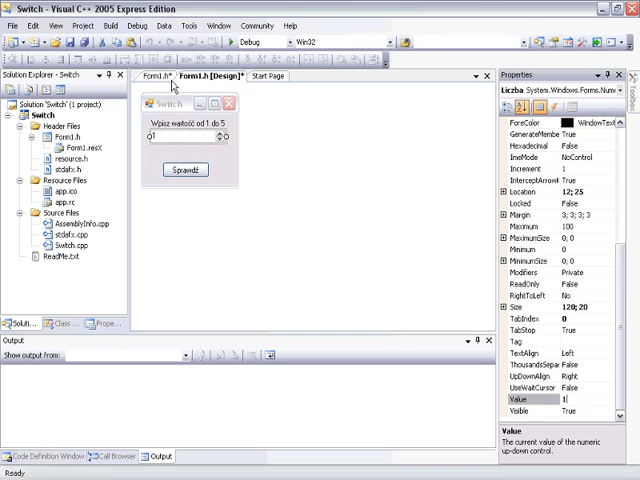 Switch - Visual C++ 2005 Express Edition
File Edit View Project Build Debug Data Tools Window Community Help
Debug Win32
Solution Explorer - Switch
Solution 'Switch' (1 project)
Switch
Header Files
Form1.h
Form1.resX
resource.h
stdafx.h
Resource Files
app.ico
app.rc
Source Files
AssemblyInfo.cpp
stdafx.cpp
Switch.cpp
ReadMe.txt
Soluti... Class ... Prope...
Form1.h* Form1.h [Design]* Start Page
Switch
Wpisz watość od 1 do 5
1
Sprawdź
Properties
Liczba System.Windows.Forms.Nume
ForeColor WindowText
GenerateMembe True
Hexadecimal False
ImeMode NoControl
Increment 1
InterceptArrowK True
Location 12; 25
Locked False
Margin 3; 3; 3; 3
Maximum 100
MaximumSize 0; 0
Minimum 0
MinimumSize 0; 0
Modifiers Private
ReadOnly False
RightToLeft No
Size 120; 20
TabIndex 0
TabStop True
Tag
TextAlign Left
ThousandsSepar False
UpDownAlign Right
UseWaitCursor False
Value 1
Visible True
Value
The current value of the numeric
up-down control.
Toolbox
Output
Show output from:
Code Definition Window Call Browser Output
Ready